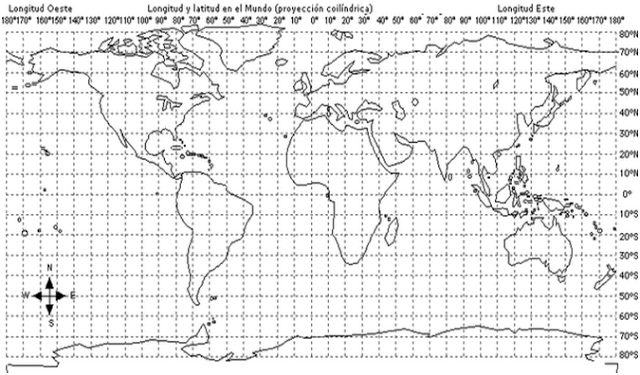 Longitud Oeste Longitud y latitud en el Mundo (proyección coilíndrica) Longitud Este
180°170°160°150°140°130°120°110°100°90° 80° 70° 60° 50° 40° 30° 20° 10° 0° 10° 20° 30° 40° 50° 60° 70° 80° 90° 100°110°120°130°140°150°160°170° 180°
80°N
70°N
60°N
50°N
40°N
30°N
20°N
10°N
0°
10°S
20°S
30°S
40°S
N
W E
50°S
S
60°S
70°S
80°S